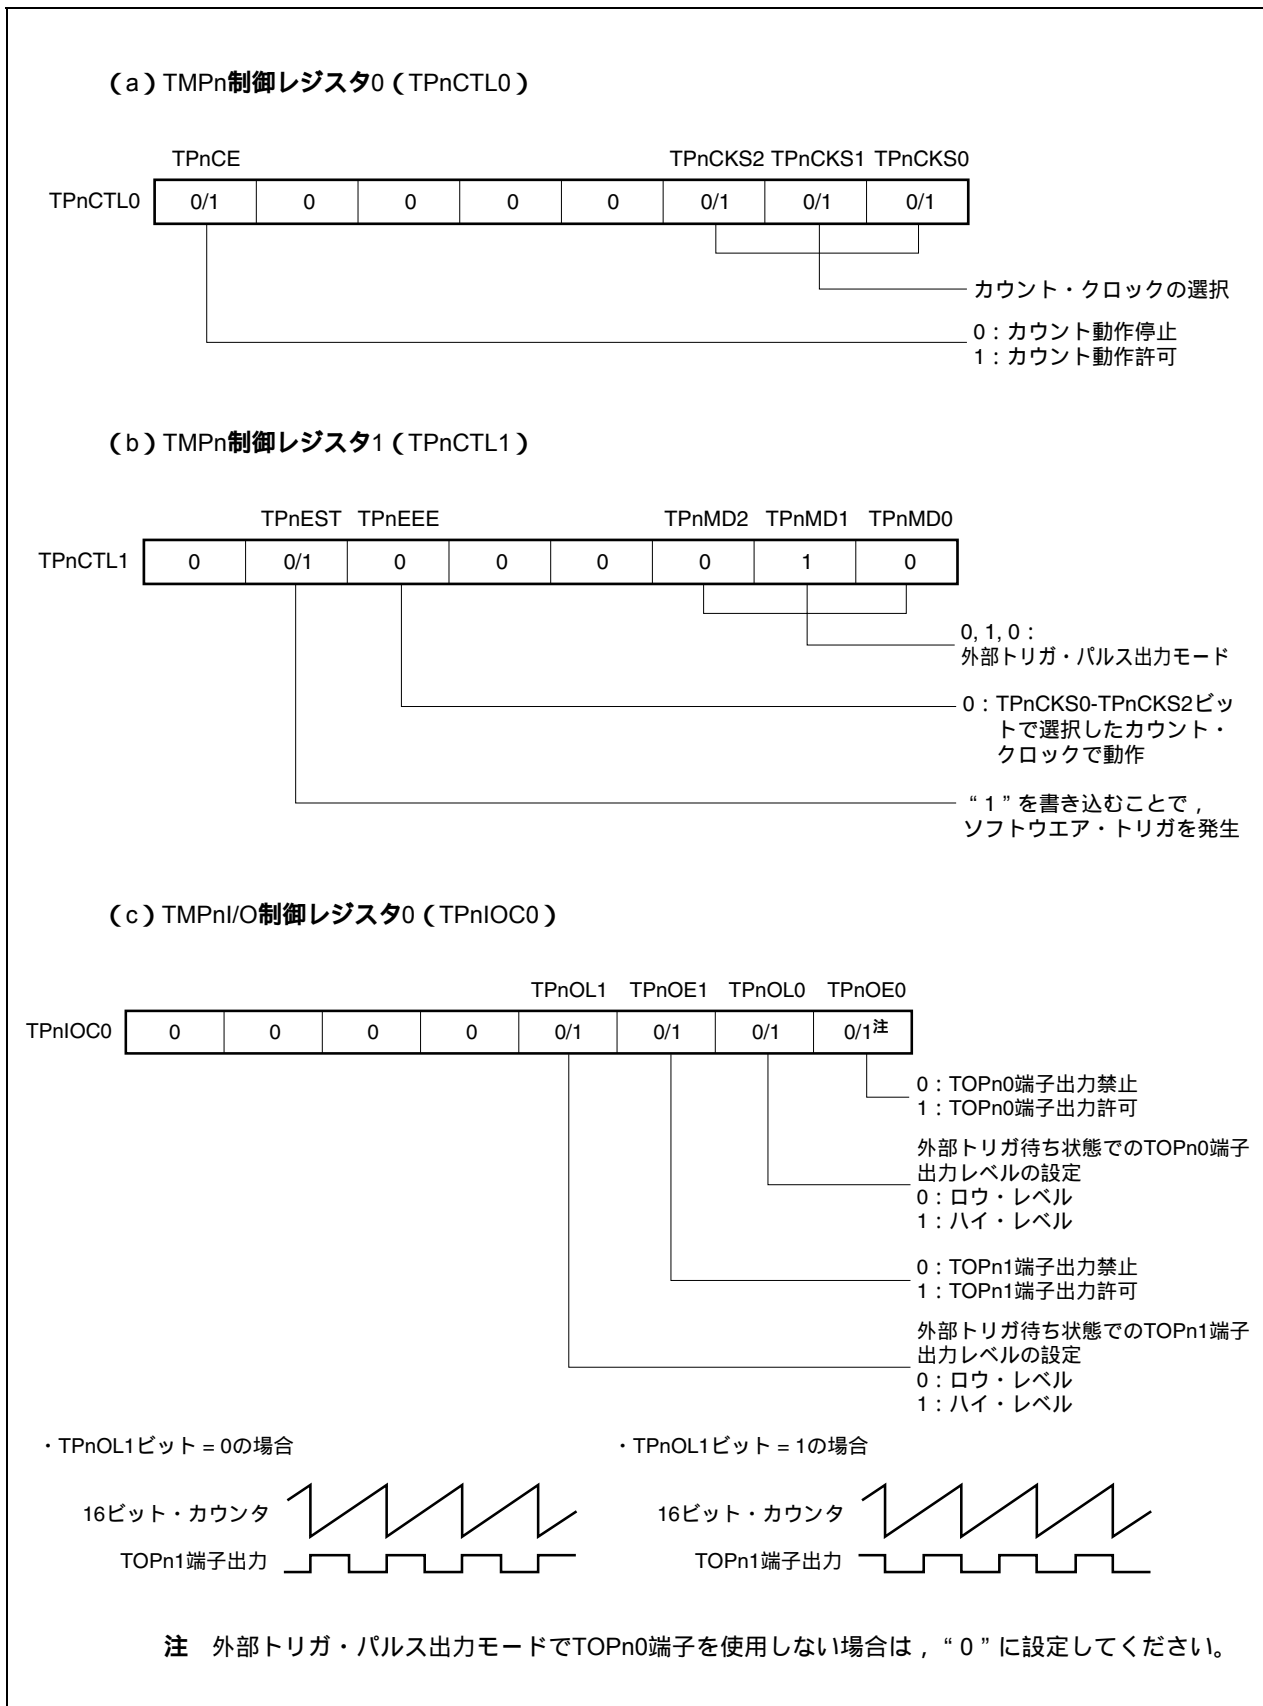 （a）TMPn制御レジスタ0（TPnCTL0）
TPnCE TPnCKS2 TPnCKS1 TPnCKS0
TPnCTL0 0/1 0 0 0 0 0/1 0/1 0/1
カウント・クロックの選択
0：カウント動作停止
1：カウント動作許可
（b）TMPn制御レジスタ1（TPnCTL1）
TPnEST TPnEEE TPnMD2 TPnMD1 TPnMD0
TPnCTL1 0 0/1 0 0 0 0 1 0
0, 1, 0：
外部トリガ・パルス出力モード
0：TPnCKS0-TPnCKS2ビッ
トで選択したカウント・
クロックで動作
“1”を書き込むことで，
ソフトウエア・トリガを発生
（c）TMPnI/O制御レジスタ0（TPnIOC0）
TPnOL1 TPnOE1 TPnOL0 TPnOE0
TPnIOC0 0 0 0 0 0/1 0/1 0/1 0/1注
0：TOPn0端子出力禁止
1：TOPn0端子出力許可
外部トリガ待ち状態でのTOPn0端子
出力レベルの設定
0：ロウ・レベル
1：ハイ・レベル
0：TOPn1端子出力禁止
1：TOPn1端子出力許可
外部トリガ待ち状態でのTOPn1端子
出力レベルの設定
0：ロウ・レベル
1：ハイ・レベル
・TPnOL1ビット = 0の場合
16ビット・カウンタ
TOPn1端子出力
・TPnOL1ビット = 1の場合
16ビット・カウンタ
TOPn1端子出力
注 外部トリガ・パルス出力モードでTOPn0端子を使用しない場合は，“0”に設定してください。